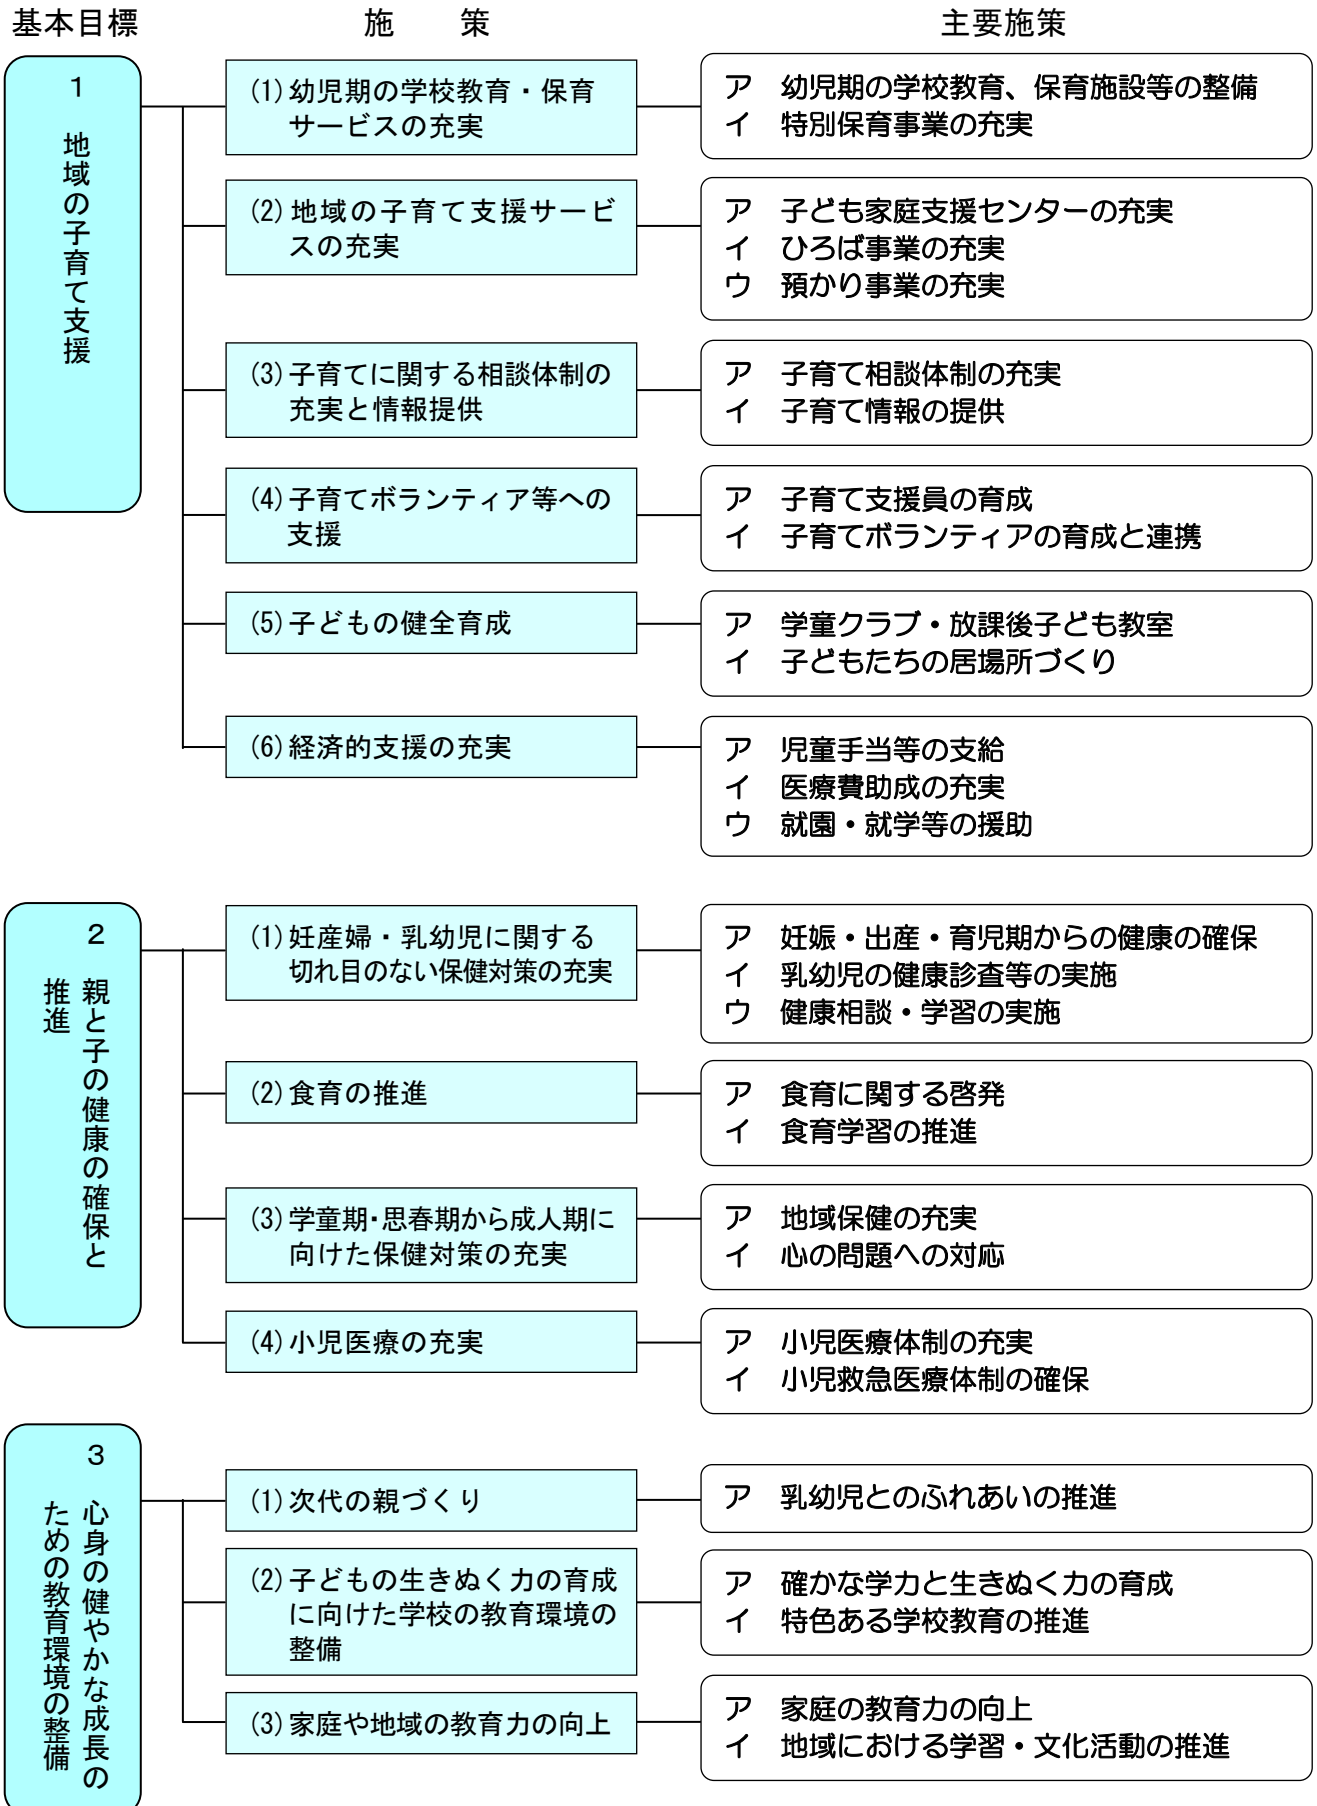 基本目標　施　　策　主要施策
1　地域の子育て支援
(1)幼児期の学校教育・保育
サービスの充実
ア　幼児期の学校教育、保育施設等の整備
イ　特別保育事業の充実
(2)地域の子育て支援サービ
スの充実
ア　子ども家庭支援センターの充実
イ　ひろば事業の充実
ウ　預かり事業の充実
(3)子育てに関する相談体制の
充実と情報提供
ア　子育て相談体制の充実
イ　子育て情報の提供
(4)子育てボランティア等への
支援
ア　子育て支援員の育成
イ　子育てボランティアの育成と連携
(5)子どもの健全育成
ア　学童クラブ・放課後子ども教室
イ　子どもたちの居場所づくり
(6)経済的支援の充実
ア　児童手当等の支給
イ　医療費助成の充実
ウ　就園・就学等の援助
2　親と子の健康の確保と
推進
(1)妊産婦・乳幼児に関する
切れ目のない保健対策の充実
ア　妊娠・出産・育児期からの健康の確保
イ　乳幼児の健康診査等の実施
ウ　健康相談・学習の実施
(2)食育の推進
ア　食育に関する啓発
イ　食育学習の推進
(3)学童期・思春期から成人期に
向けた保健対策の充実
ア　地域保健の充実
イ　心の問題への対応
(4)小児医療の充実
ア　小児医療体制の充実
イ　小児救急医療体制の確保
3　心身の健やかな成長の
ための教育環境の整備
(1)次代の親づくり
ア　乳幼児とのふれあいの推進
(2)子どもの生きぬく力の育成
に向けた学校の教育環境の
整備
ア　確かな学力と生きぬく力の育成
イ　特色ある学校教育の推進
(3)家庭や地域の教育力の向上
ア　家庭の教育力の向上
イ　地域における学習・文化活動の推進